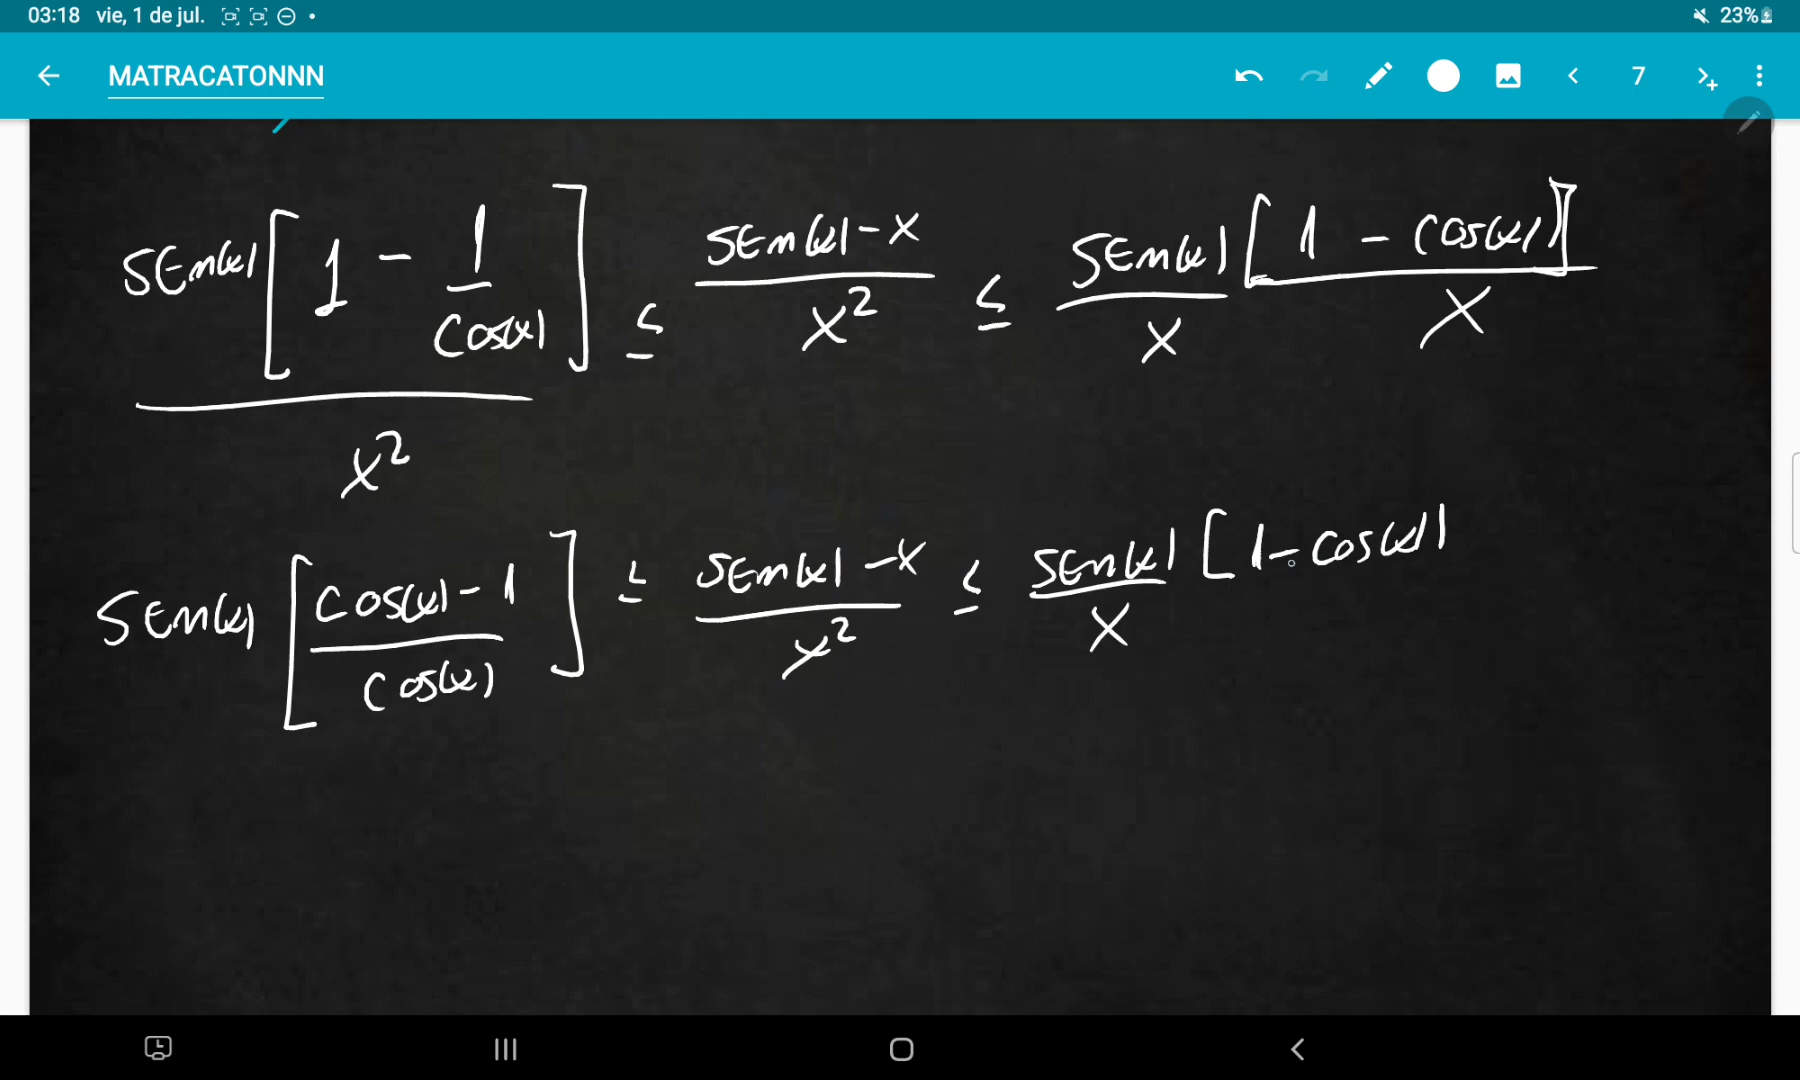 03:18 vie, 1 de jul. 23%
MATRACATONNN 7
sen(x)[1 - 1/cos(x)]/x² ≤ (sen(x) - x)/x² ≤ sen(x)/x [1 - cos(x)]/x
sen(x)[(cos(x) - 1)/cos(x)] ≤ (sen(x) - x)/x² ≤ sen(x)/x [1 - cos(x)